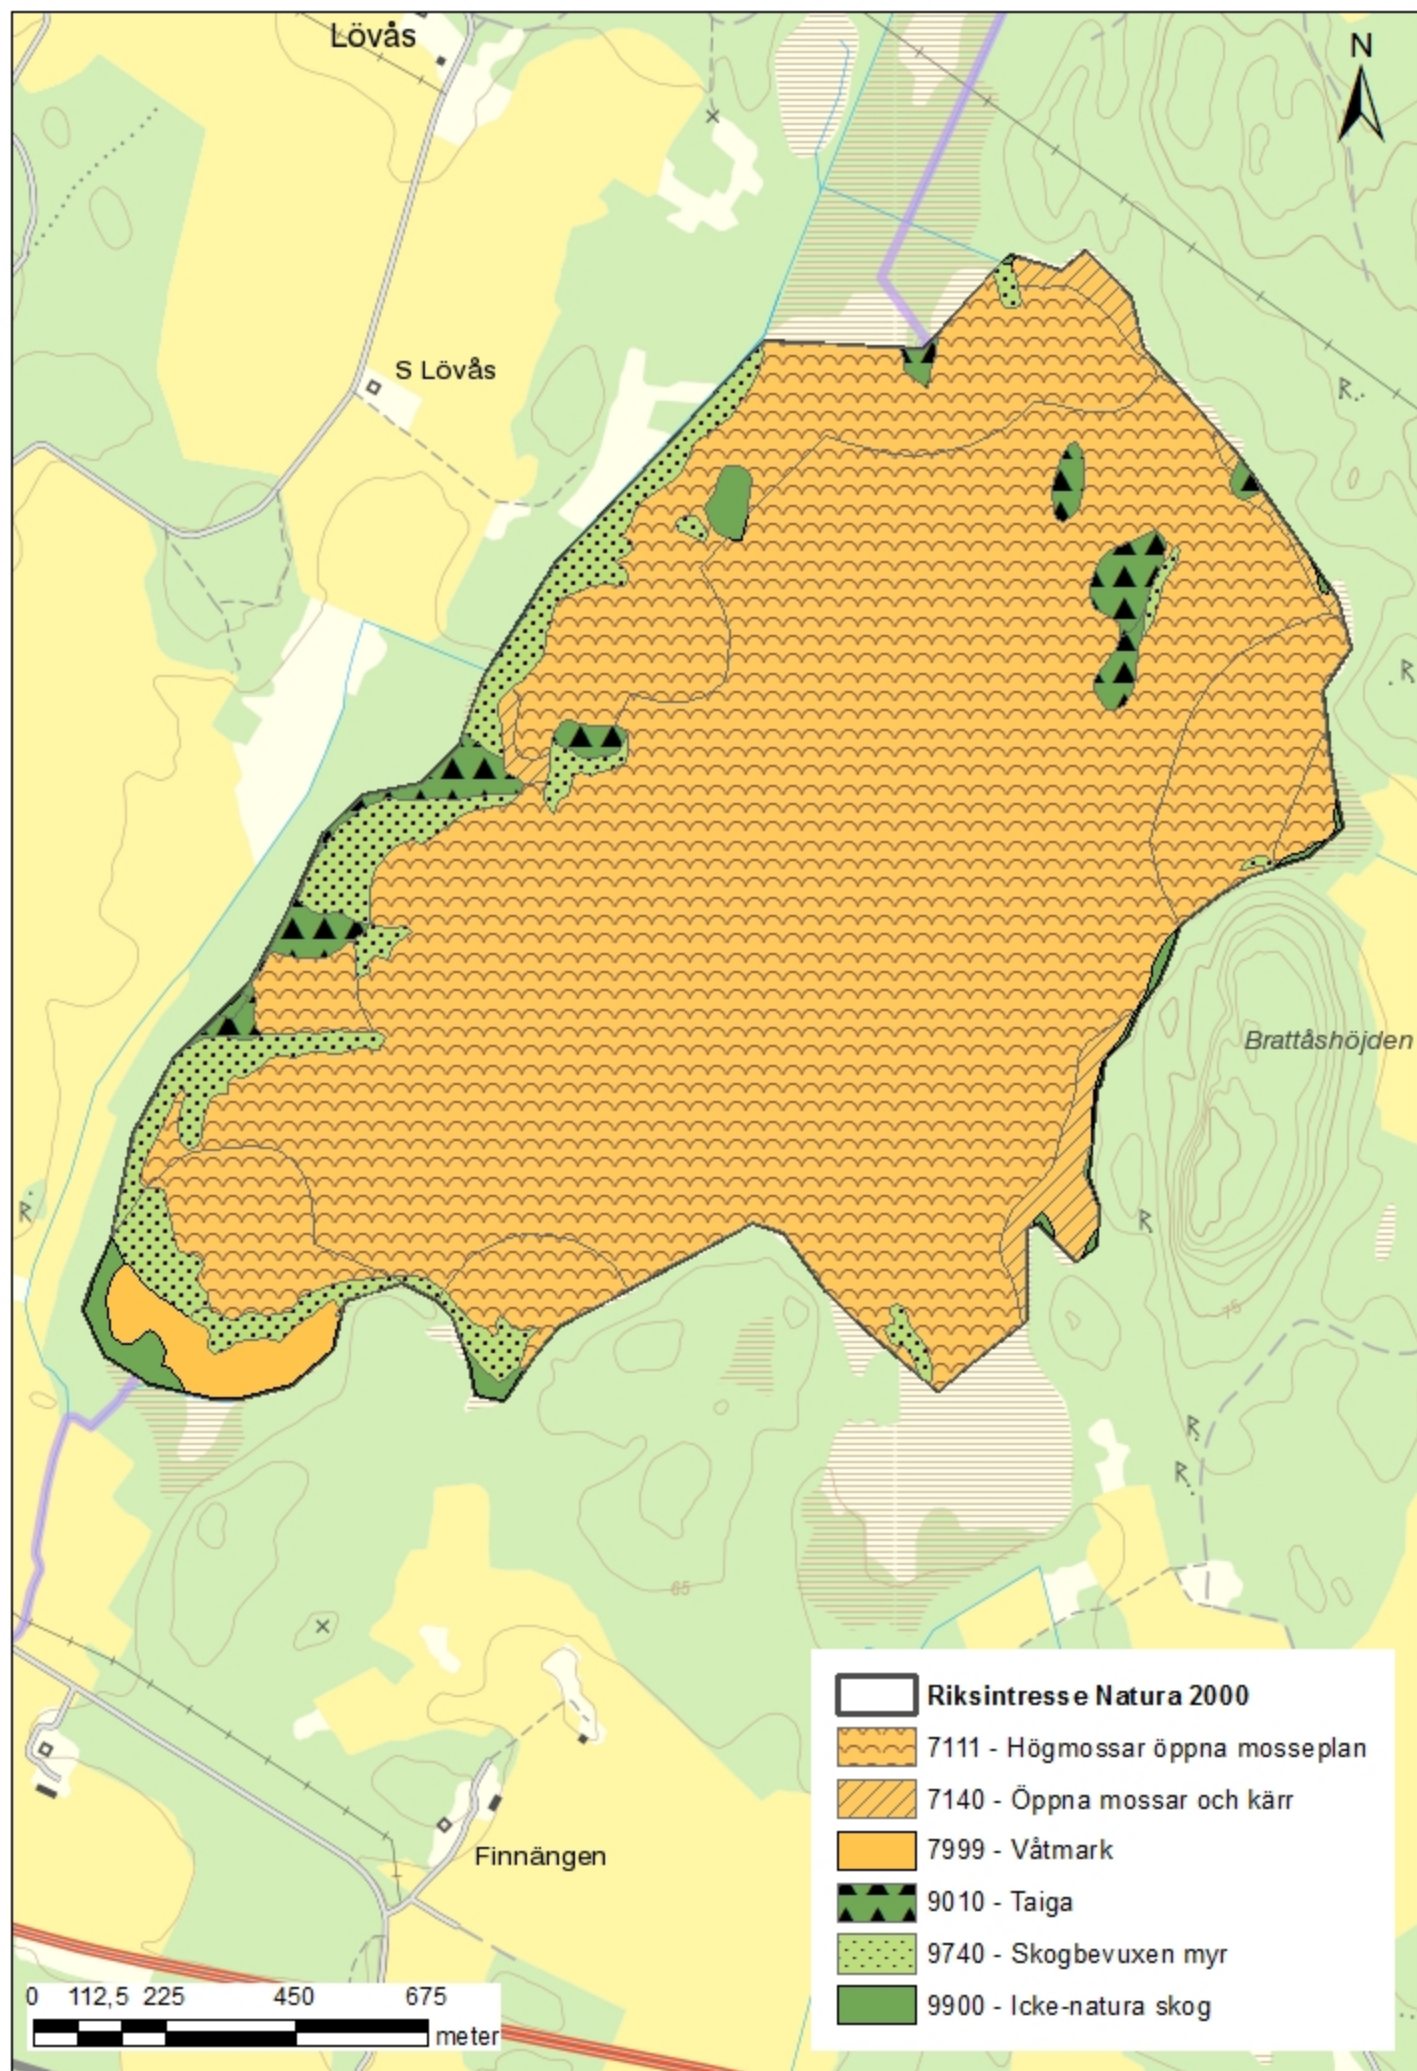 Lövås
N
S Lövås
R
R
Brattåshöjden
R
R
75
R
R
65
Riksintresse Natura 2000
7111 - Högmossar öppna mosseplan
7140 - Öppna mossar och kärr
7999 - Våtmark
Finnängen
9010 - Taiga
9740 - Skogbevuxen myr
9900 - Icke-natura skog
0 112,5 225 450 675
meter